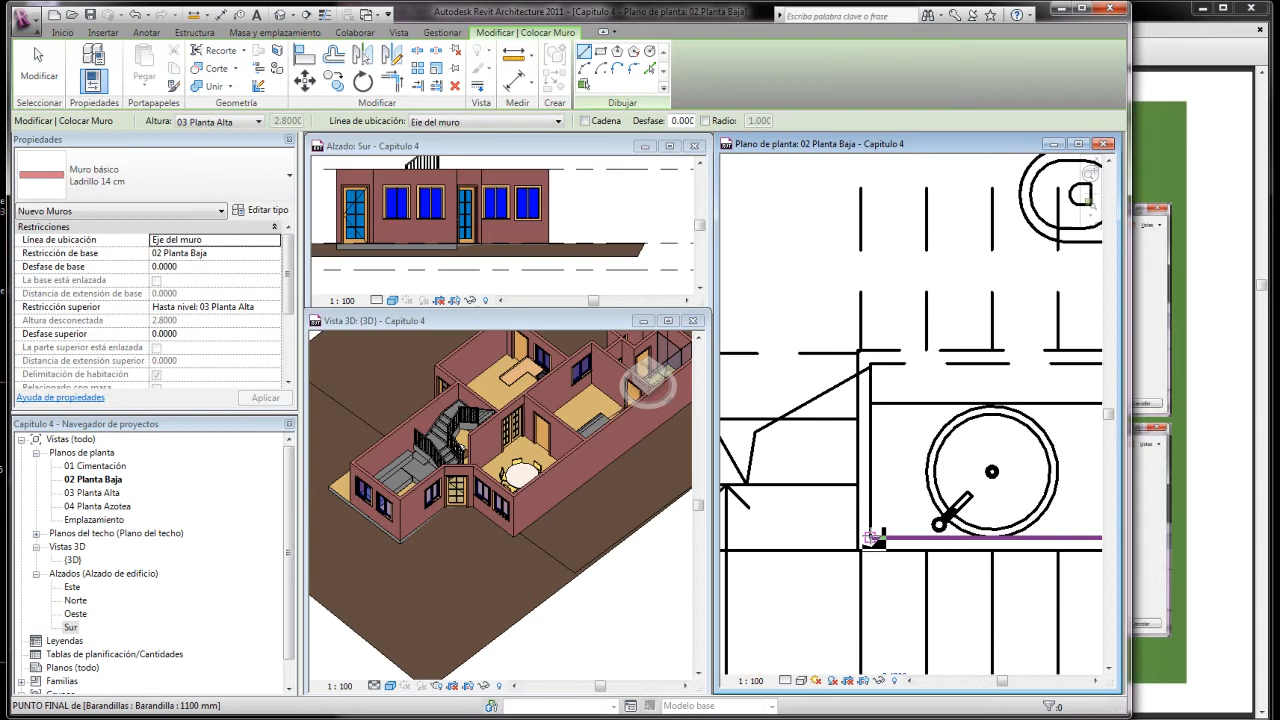 Autodesk Revit Architecture 2011 - [Capitulo 4 - Plano de planta: 02 Planta Baja]
Escriba palabra clave o frase
Inicio
Insertar
Anotar
Estructura
Masa y emplazamiento
Colaborar
Vista
Gestionar
Modificar | Colocar Muro
Modificar
Propiedades
Pegar
Recorte
Corte
Unir
Seleccionar
Propiedades
Portapapeles
Geometría
Modificar
Vista
Medir
Crear
Dibujar
Modificar | Colocar Muro
Altura: 03 Planta Alta
2.8000
Línea de ubicación: Eje del muro
Cadena
Desfase: 0.000
Radio: 1.000
Propiedades
Muro básico
Ladrillo 14 cm
Nuevo Muros
Editar tipo
Restricciones
Línea de ubicación Eje del muro
Restricción de base 02 Planta Baja
Desfase de base 0.0000
La base está enlazada
Distancia de extensión de base 0.0000
Restricción superior Hasta nivel: 03 Planta Alta
Altura desconectada 2.8000
Desfase superior 0.0000
La parte superior está enlazada
Distancia de extensión superior 0.0000
Delimitación de habitación
Relacionado con masa
Ayuda de propiedades
Aplicar
Capitulo 4 - Navegador de proyectos
Vistas (todo)
Planos de planta
01 Cimentación
02 Planta Baja
03 Planta Alta
04 Planta Azotea
Emplazamiento
Planos del techo (Plano del techo)
Vistas 3D
{3D}
Alzados (Alzado de edificio)
Este
Norte
Oeste
Sur
Leyendas
Tablas de planificación/Cantidades
Planos (todo)
Familias
Alzado: Sur - Capitulo 4
1 : 100
Vista 3D: {3D} - Capitulo 4
1 : 100
Plano de planta: 02 Planta Baja - Capitulo 4
1 : 100
Vistas
Cancelar
Vistas
Cancelar
PUNTO FINAL de [Barandillas : Barandilla : 1100 mm]
Modelo base
:0